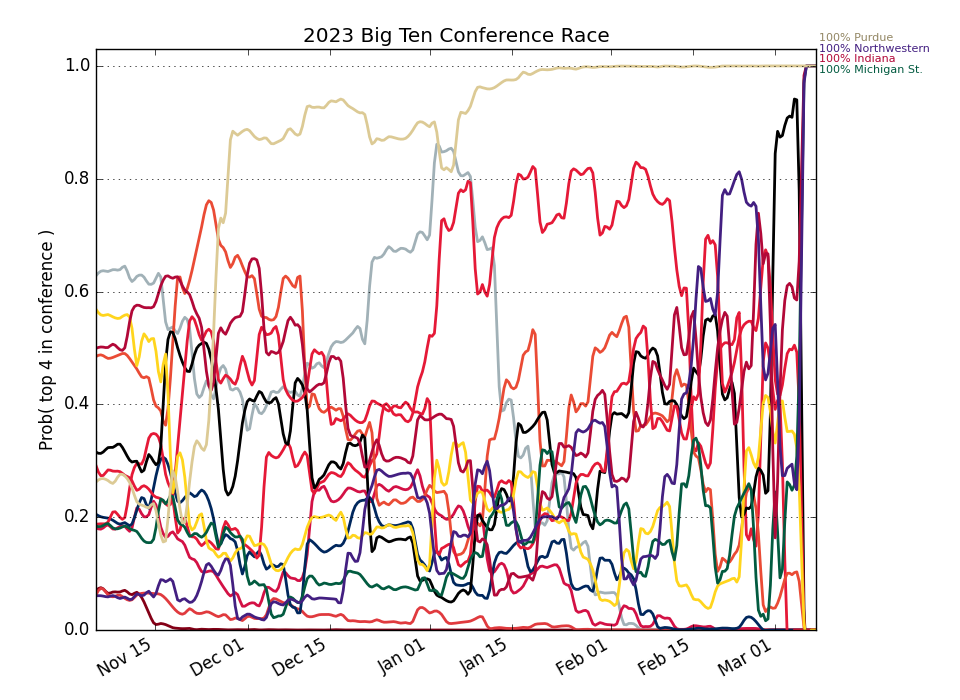 2023 Big Ten Conference Race
100% Purdue
100% Northwestern
100% Indiana
100% Michigan St.
Prob( top 4 in conference )
1.0
0.8
0.6
0.4
0.2
0.0
Nov 15
Dec 01
Dec 15
Jan 01
Jan 15
Feb 01
Feb 15
Mar 01